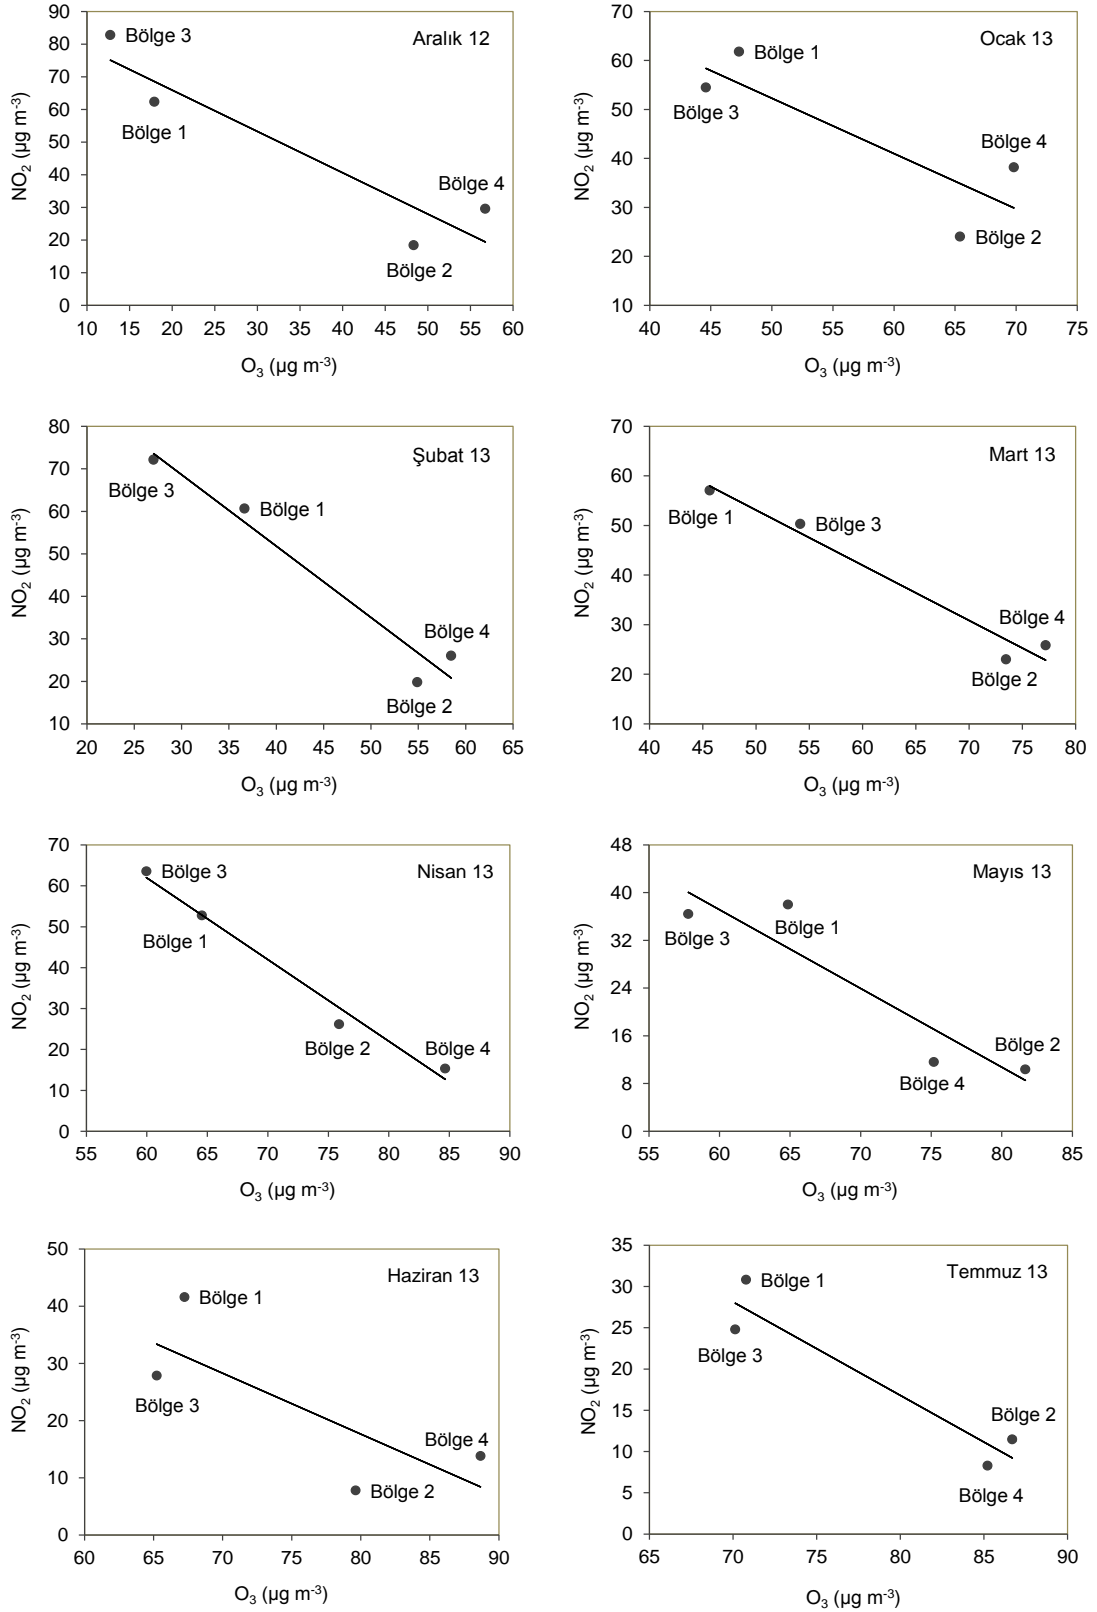 Aralık 12
NO2 (µg m-3)
90
80
70
60
50
40
30
20
10
0
Bölge 3
Bölge 1
Bölge 4
Bölge 2
10 15 20 25 30 35 40 45 50 55 60
O3 (µg m-3)
Ocak 13
NO2 (µg m-3)
70
60
50
40
30
20
10
Bölge 1
Bölge 3
Bölge 4
Bölge 2
40 45 50 55 60 65 70 75
O3 (µg m-3)
Şubat 13
NO2 (µg m-3)
80
70
60
50
40
30
20
10
Bölge 3
Bölge 1
Bölge 4
Bölge 2
20 25 30 35 40 45 50 55 60 65
O3 (µg m-3)
Mart 13
NO2 (µg m-3)
70
60
50
40
30
20
10
Bölge 1
Bölge 3
Bölge 4
Bölge 2
40 45 50 55 60 65 70 75 80
O3 (µg m-3)
Nisan 13
NO2 (µg m-3)
70
60
50
40
30
20
10
0
Bölge 3
Bölge 1
Bölge 2
Bölge 4
55 60 65 70 75 80 85 90
O3 (µg m-3)
Mayıs 13
NO2 (µg m-3)
48
40
32
24
16
8
0
Bölge 1
Bölge 3
Bölge 2
Bölge 4
55 60 65 70 75 80 85
O3 (µg m-3)
Haziran 13
NO2 (µg m-3)
50
40
30
20
10
0
Bölge 1
Bölge 3
Bölge 4
Bölge 2
60 65 70 75 80 85 90
O3 (µg m-3)
Temmuz 13
NO2 (µg m-3)
35
30
25
20
15
10
5
0
Bölge 1
Bölge 3
Bölge 2
Bölge 4
65 70 75 80 85 90
O3 (µg m-3)